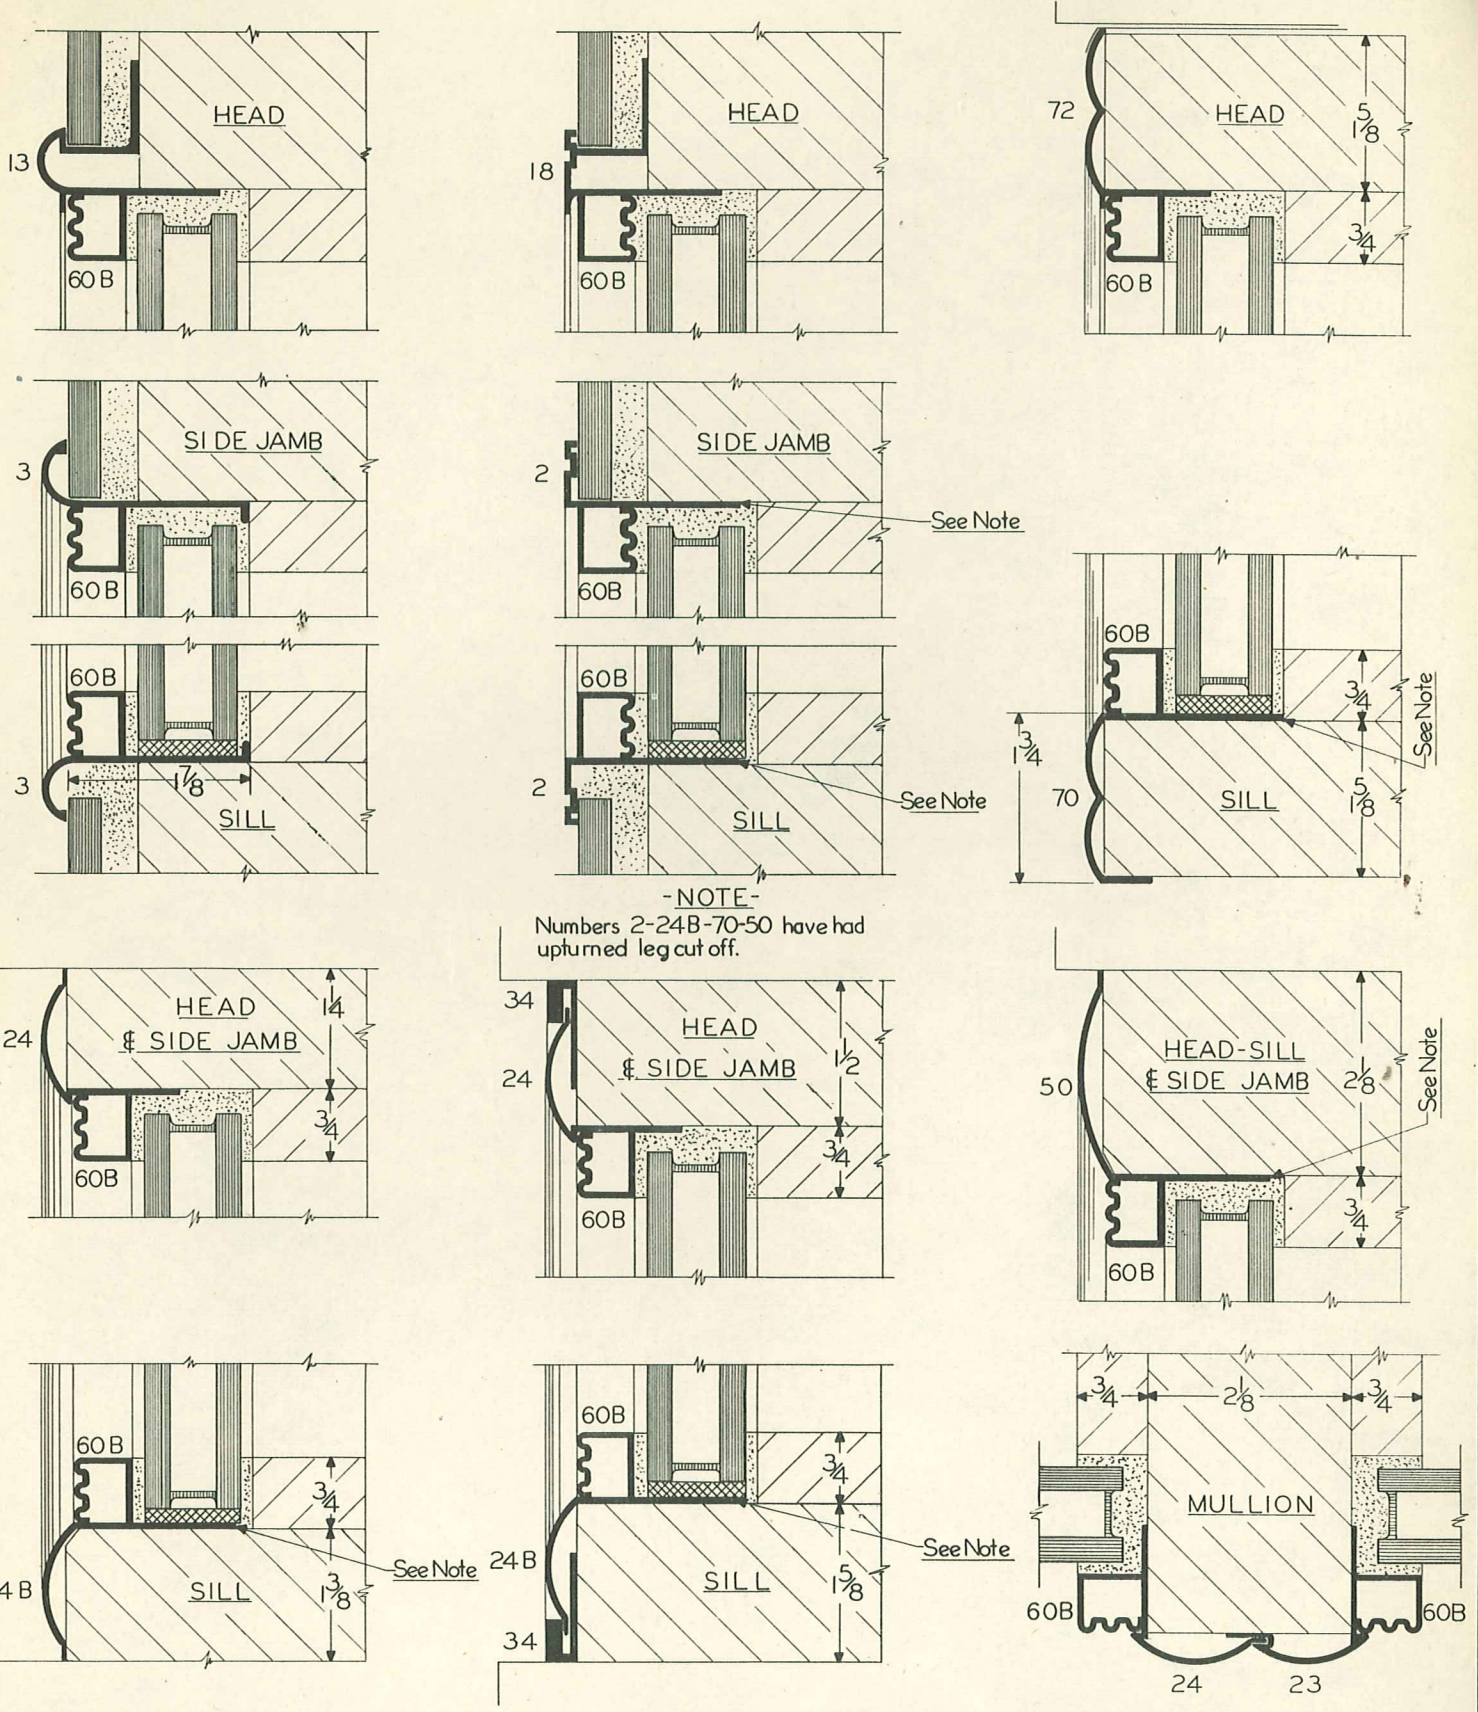 HEAD
13
60B
HEAD
18
60B
HEAD
72
1 5/8
3/4
60B
SIDE JAMB
3
60B
SIDE JAMB
2
See Note
60B
60B
3
1 7/8
SILL
60B
2
See Note
SILL
60B
3/4
See Note
1 3/4
70
SILL
1 5/8
-NOTE-
Numbers 2-24B-70-50 have had
upturned leg cut off.
HEAD
& SIDE JAMB
1 1/4
24
3/4
60B
34
HEAD
& SIDE JAMB
1 1/2
24
3/4
60B
HEAD-SILL
& SIDE JAMB
2 1/8
See Note
50
3/4
60B
60B
3/4
See Note
4B
SILL
1 3/8
60B
3/4
See Note
24B
SILL
1 5/8
34
3/4
2 1/8
3/4
MULLION
60B
60B
24
23